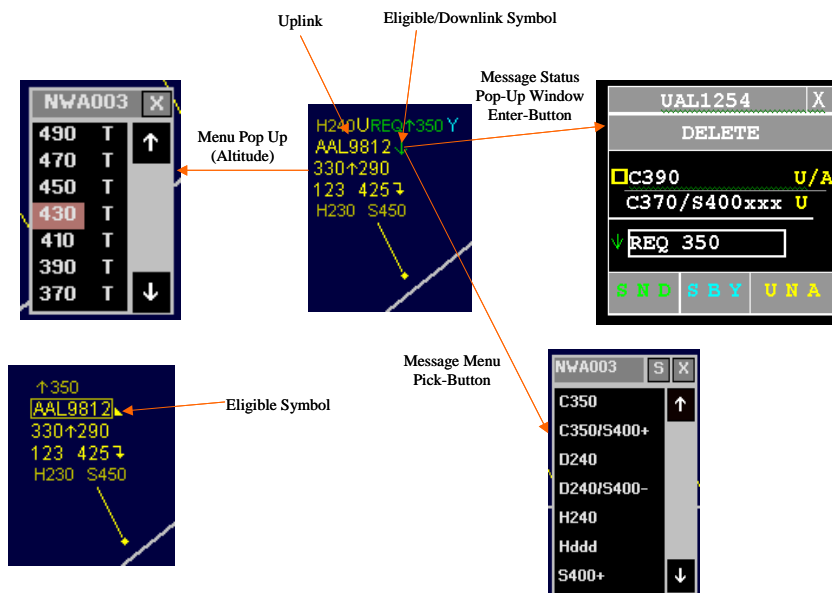 Uplink
Eligible/Downlink Symbol
Message Status
Pop-Up Window
Enter-Button
Menu Pop Up
(Altitude)
NWA003 X
490 T ↑
470 T
450 T
430 T
410 T
390 T
370 T ↓
H240UREQ↑350 Y
AAL9812↓
330↑290
123 425↴
H230 S450
UAL1254 X
DELETE
C390 U/A
C370/S400xxx U
↓ REQ 350
SND SBY UNA
Message Menu
Pick-Button
Eligible Symbol
↑350
AAL9812
330↑290
123 425↴
H230 S450
NWA003 S X
C350 ↑
C350/S400+
D240
D240/S400-
H240
Hddd
S400+ ↓